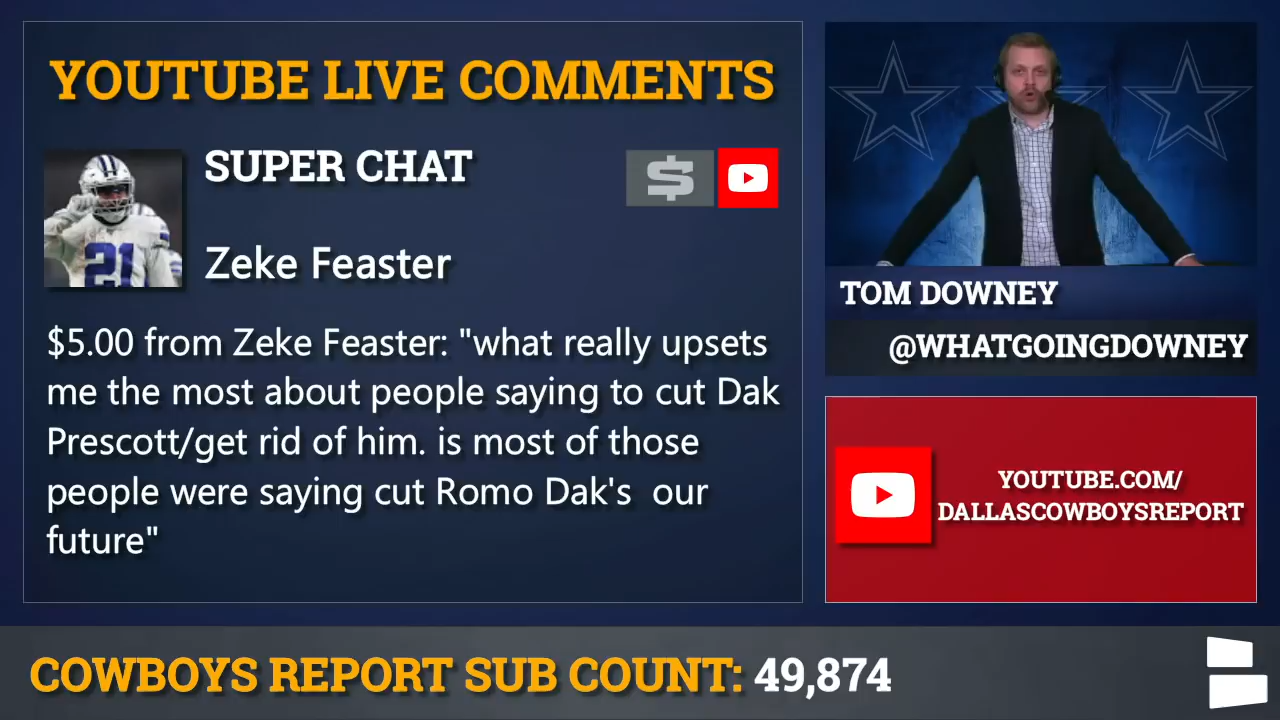 YOUTUBE LIVE COMMENTS
SUPER CHAT
$
Zeke Feaster
21
$5.00 from Zeke Feaster: "what really upsets
me the most about people saying to cut Dak
Prescott/get rid of him. is most of those
people were saying cut Romo Dak's  our
future"
TOM DOWNEY
@WHATGOINGDOWNEY
YOUTUBE.COM/
DALLASCOWBOYSREPORT
COWBOYS REPORT SUB COUNT: 49,874